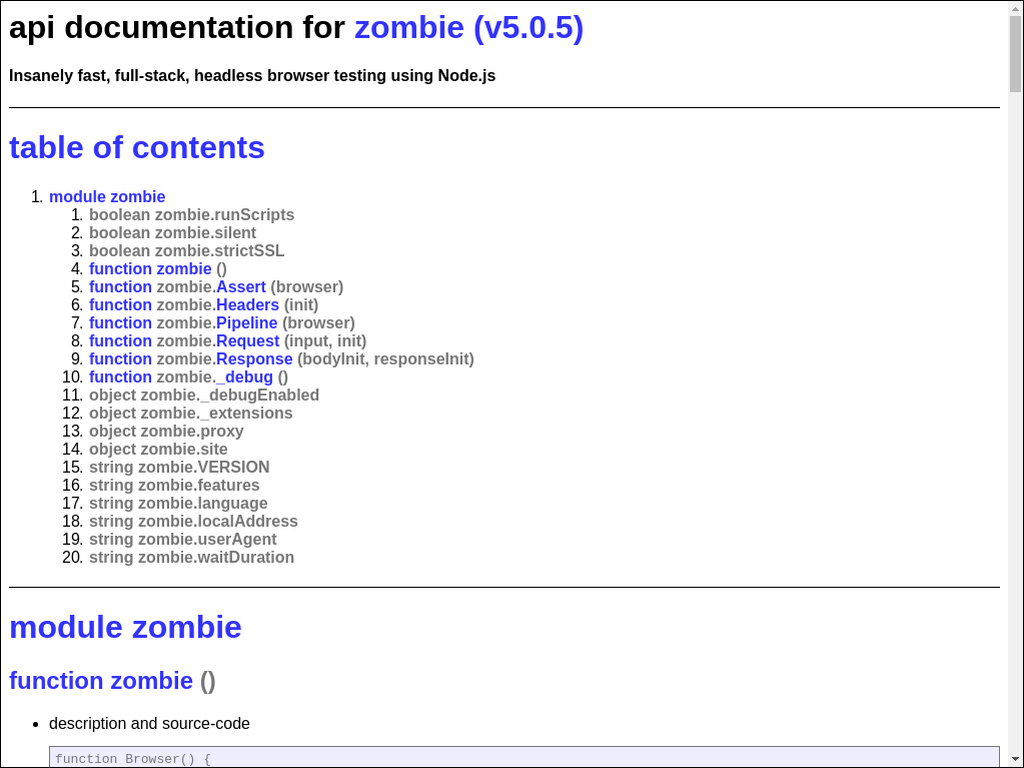 api documentation for zombie (v5.0.5)
Insanely fast, full-stack, headless browser testing using Node.js
table of contents
1. module zombie
1. boolean zombie.runScripts
2. boolean zombie.silent
3. boolean zombie.strictSSL
4. function zombie ()
5. function zombie.Assert (browser)
6. function zombie.Headers (init)
7. function zombie.Pipeline (browser)
8. function zombie.Request (input, init)
9. function zombie.Response (bodyInit, responseInit)
10. function zombie._debug ()
11. object zombie._debugEnabled
12. object zombie._extensions
13. object zombie.proxy
14. object zombie.site
15. string zombie.VERSION
16. string zombie.features
17. string zombie.language
18. string zombie.localAddress
19. string zombie.userAgent
20. string zombie.waitDuration
module zombie
function zombie ()
• description and source-code
function Browser() {